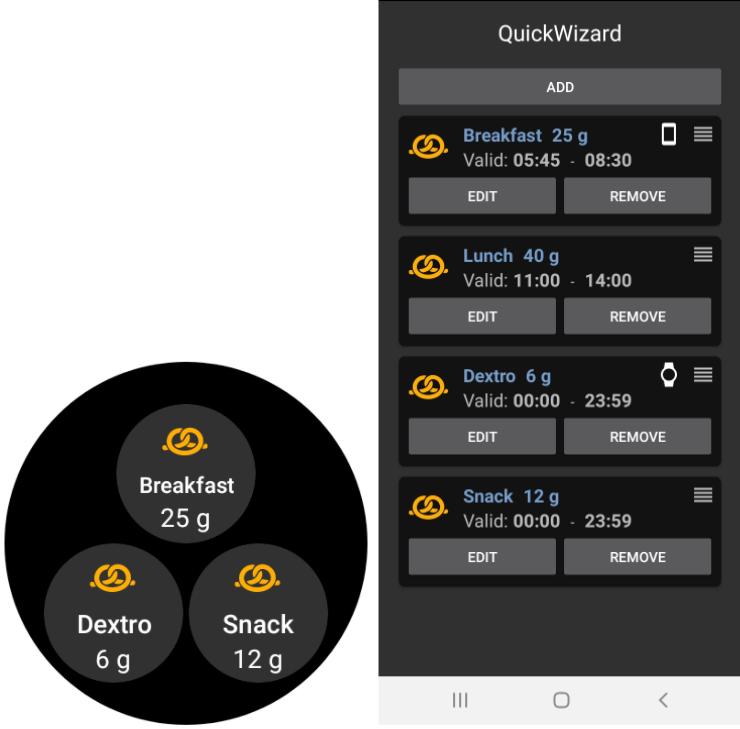 QuickWizard
ADD
Breakfast 25 g
Valid: 05:45 - 08:30
EDIT REMOVE
Lunch 40 g
Valid: 11:00 - 14:00
EDIT REMOVE
Dextro 6 g
Valid: 00:00 - 23:59
EDIT REMOVE
Snack 12 g
Valid: 00:00 - 23:59
EDIT REMOVE
Breakfast
25 g
Dextro
6 g
Snack
12 g